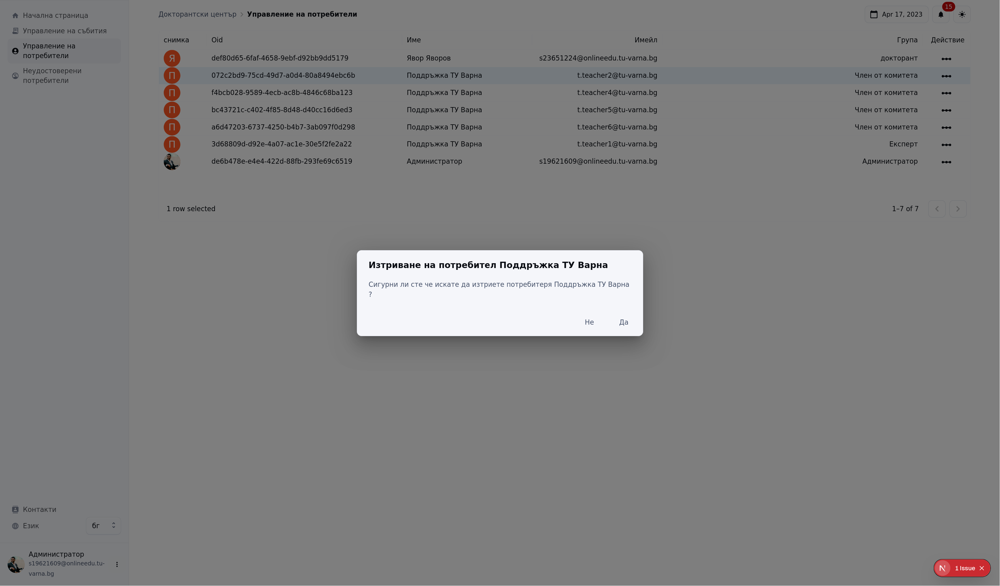 Начална страница
Управление на събития
Управление на
потребители
Неудостоверени
потребители
Докторантски център Управление на потребители
Apr 17, 2023
15
снимка Oid Име Имейл Група Действие
Я def80d65-6faf-4658-9ebf-d92bb9dd5179 Явор Яворов s23651224@onlineedu.tu-varna.bg докторант
П 072c2bd9-75cd-49d7-a0d4-80a8494ebc6b Поддръжка ТУ Варна t.teacher2@tu-varna.bg Член от комитета
П f4bcb028-9589-4ecb-ac8b-4846c68ba123 Поддръжка ТУ Варна t.teacher4@tu-varna.bg Член от комитета
П bc43721c-c402-4f85-8d48-d40cc16d6ed3 Поддръжка ТУ Варна t.teacher5@tu-varna.bg Член от комитета
П a6d47203-6737-4250-b4b7-3ab097f0d298 Поддръжка ТУ Варна t.teacher6@tu-varna.bg Член от комитета
П 3d68809d-d92e-4a07-ac1e-30e5f2fe2a22 Поддръжка ТУ Варна t.teacher1@tu-varna.bg Експерт
de6b478e-e4e4-422d-88fb-293fe69c6519 Администратор s19621609@onlineedu.tu-varna.bg Администратор
1 row selected
1–7 of 7
Изтриване на потребител Поддръжка ТУ Варна
Сигурни ли сте че искате да изтриете потребитеря Поддръжка ТУ Варна
?
Не Да
Контакти
Език бг
Администратор
s19621609@onlineedu.tu-
varna.bg
N 1 Issue